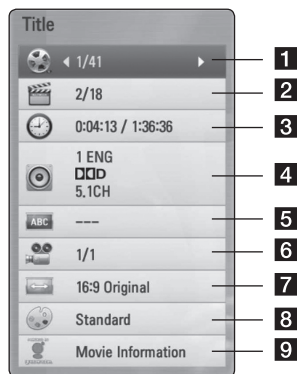 Title
1/41
1
2/18
2
0:04:13 / 1:36:36
3
1 ENG
DD D
5.1CH
4
ABC
---
5
1/1
6
16:9 Original
7
Standard
8
Movie Information
9